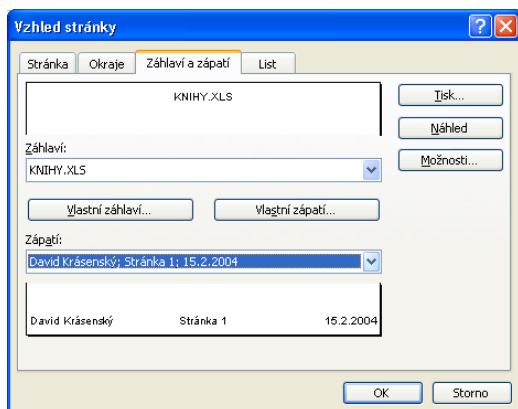 Vzhled stránky
Stránka Okraje Záhlaví a zápatí List
KNIHY.XLS
Tisk...
Náhled
Možnosti...
Záhlaví:
KNIHY.XLS
Vlastní záhlaví... Vlastní zápatí...
Zápatí:
David Krásenský; Stránka 1; 15.2.2004
David Krásenský Stránka 1 15.2.2004
OK Storno